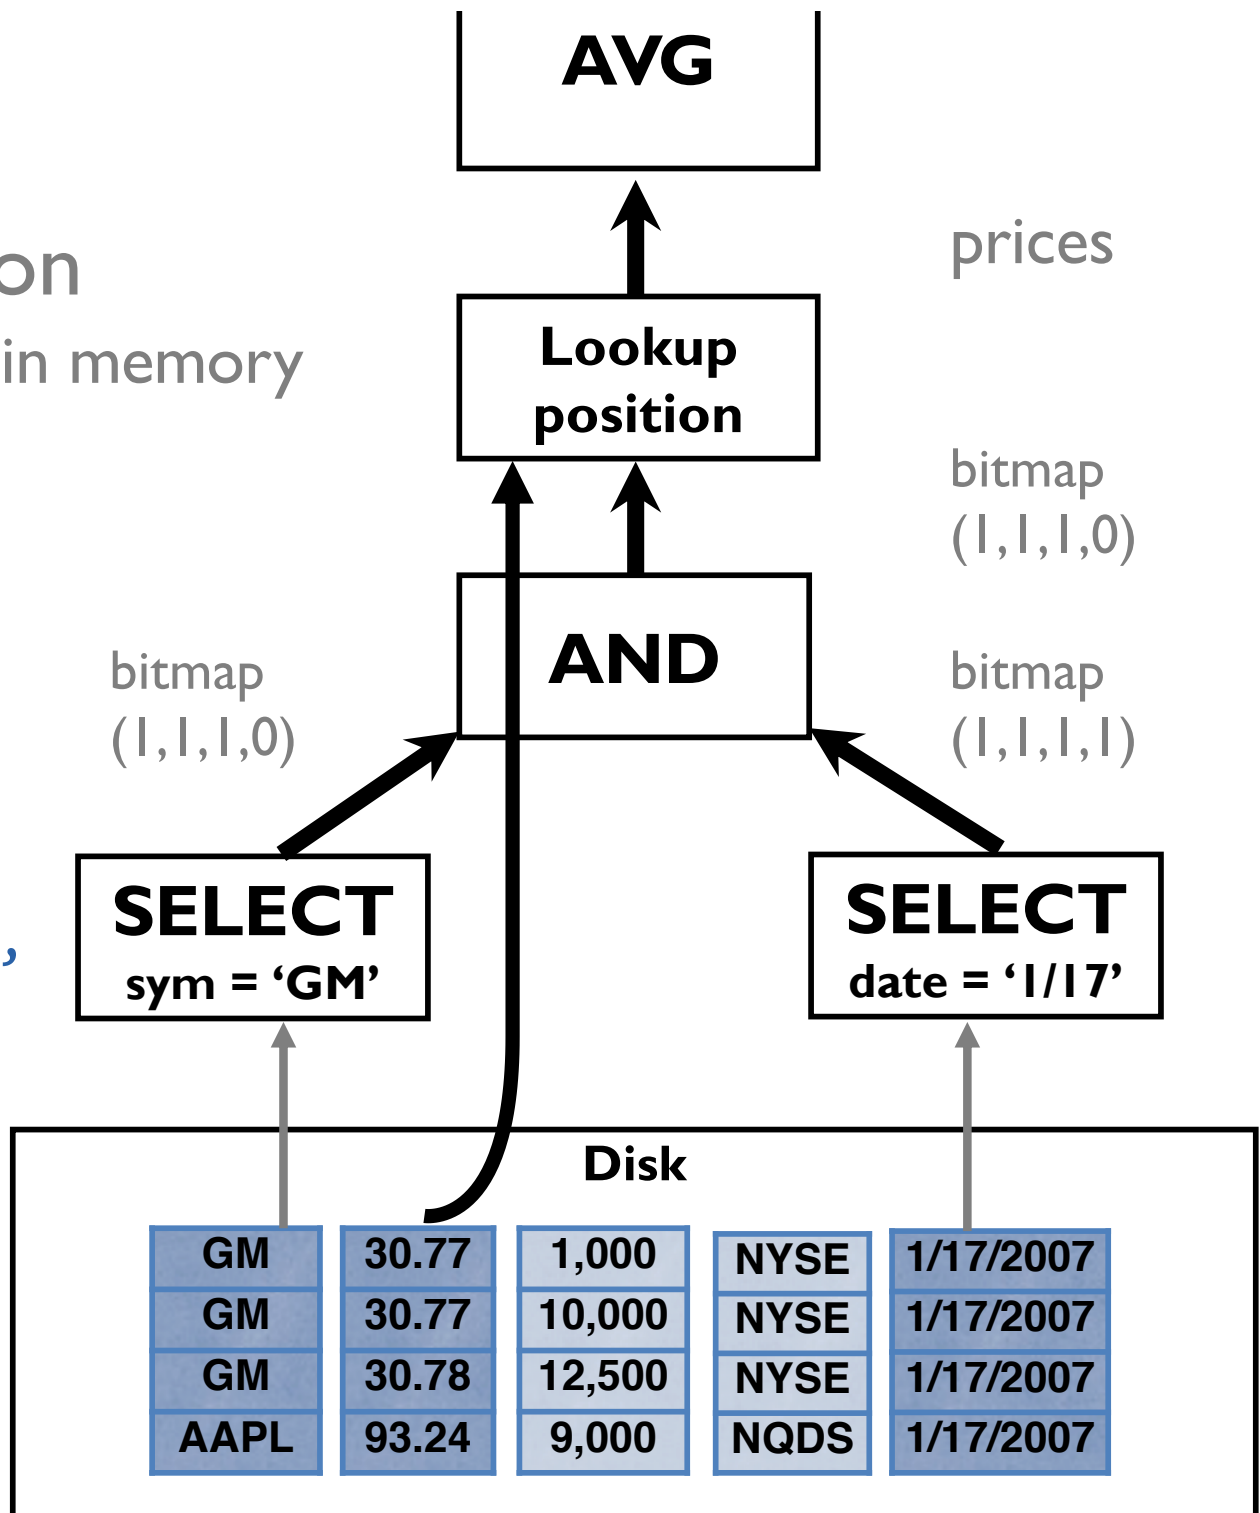 AVG
prices
on
in memory
Lookup
position
bitmap
(1,1,1,0)
AND
bitmap
(1,1,1,0)
bitmap
(1,1,1,1)
SELECT
sym = ‘GM’
SELECT
date = ‘1/17’
’
Disk
GM 30.77 1,000 NYSE 1/17/2007
GM 30.77 10,000 NYSE 1/17/2007
GM 30.78 12,500 NYSE 1/17/2007
AAPL 93.24 9,000 NQDS 1/17/2007